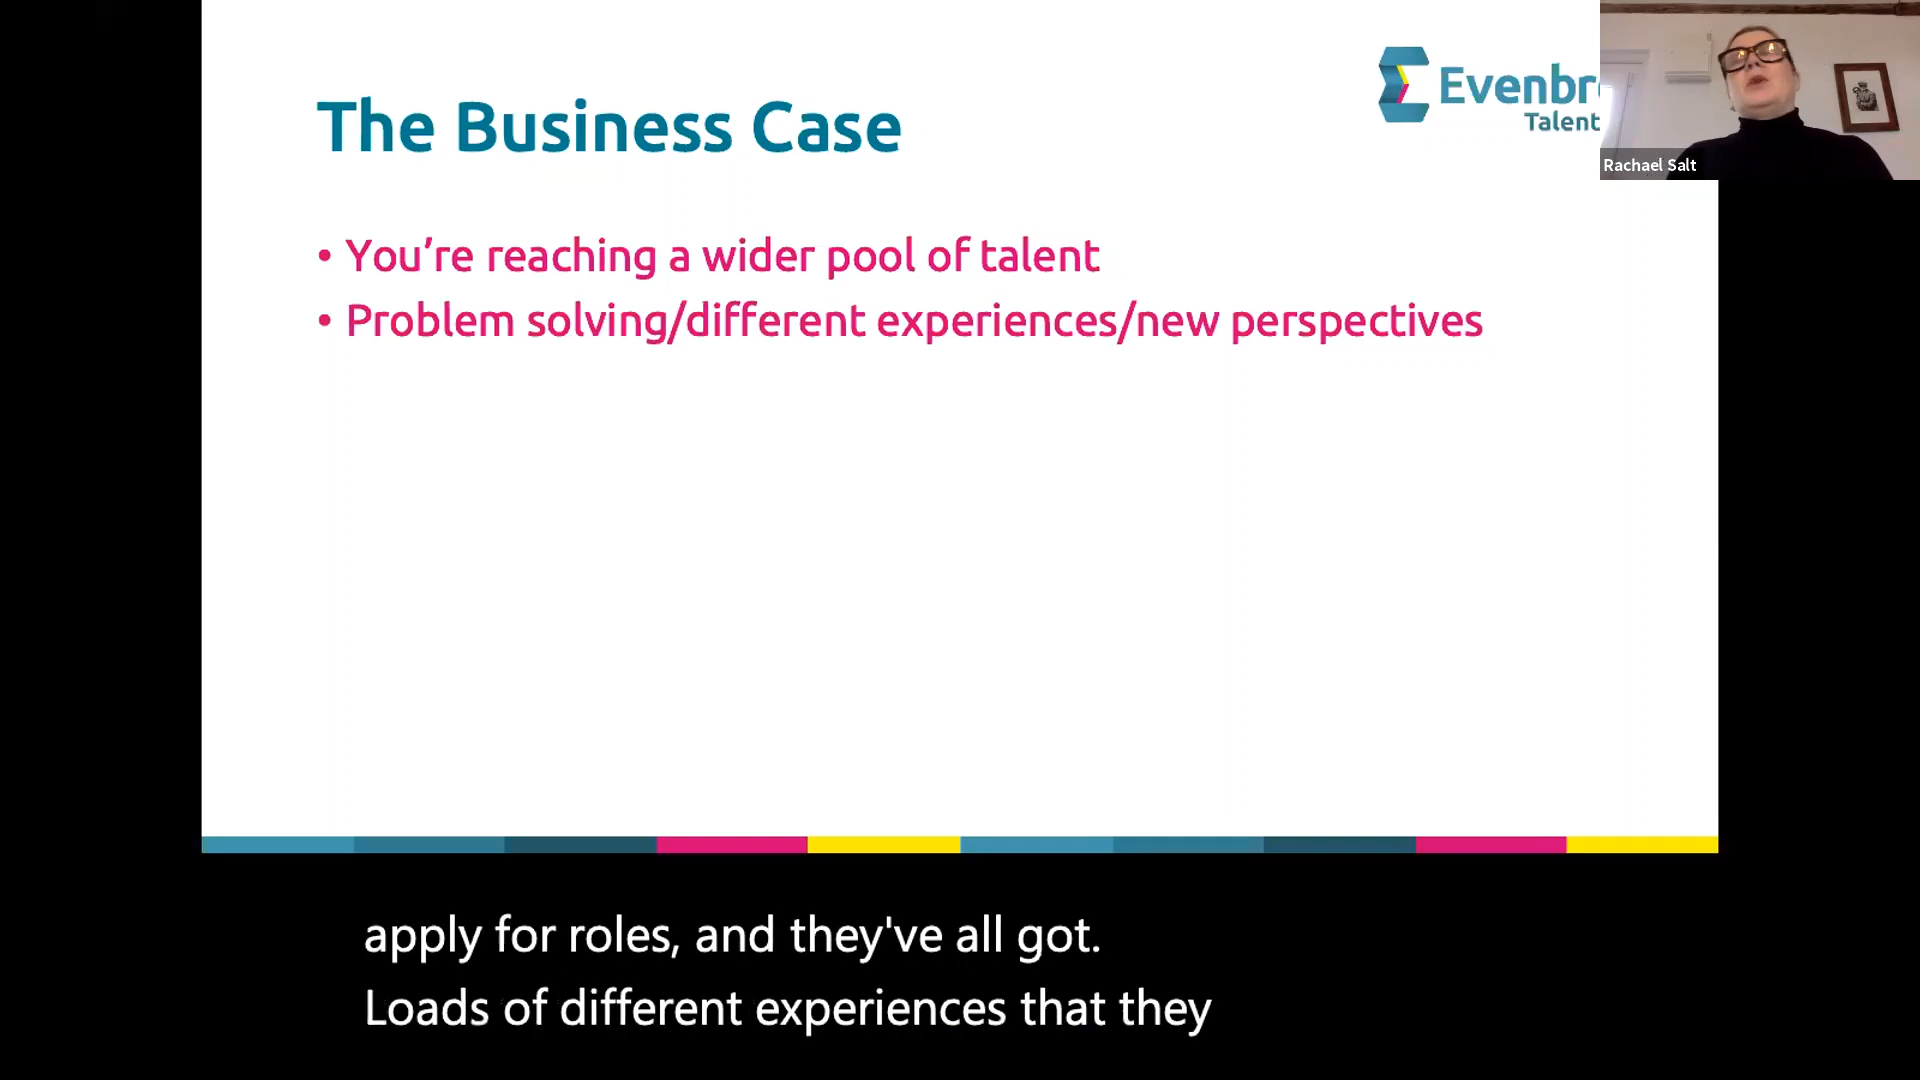 The Business Case
Evenbr
Talent
Rachael Salt
• You’re reaching a wider pool of talent
• Problem solving/different experiences/new perspectives
apply for roles, and they've all got.
Loads of different experiences that they